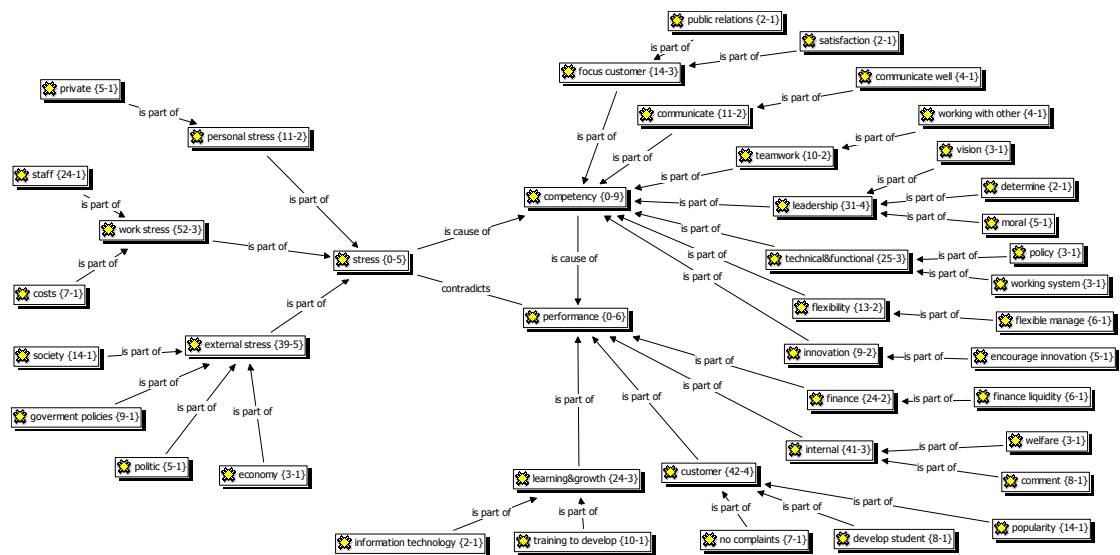 public relations {2-1}
is part of
satisfaction {2-1}
is part of
focus customer {14-3}
communicate well {4-1}
private {5-1}
is part of
is part of
communicate {11-2}
working with other {4-1}
personal stress {11-2}
is part of
is part of
is part of
vision {3-1}
teamwork {10-2}
staff {24-1}
is part of
is part of
is part of
determine {2-1}
is part of
competency {0-9}
is part of
leadership {31-4}
is part of
moral {5-1}
work stress {52-3}
is part of
is cause of
is part of
policy {3-1}
stress {0-5}
is cause of
technical&functional {25-3}
is part of
is part of
is part of
is part of
is part of
working system {3-1}
costs {7-1}
contradicts
is part of
flexibility {13-2}
is part of
flexible manage {6-1}
performance {0-6}
external stress {39-5}
society {14-1}
is part of
innovation {9-2}
is part of
encourage innovation {5-1}
is part of
is part of
is part of
is part of
finance {24-2}
is part of
finance liquidity {6-1}
goverment policies {9-1}
is part of
is part of
is part of
is part of
welfare {3-1}
is part of
internal {41-3}
is part of
politic {5-1}
economy {3-1}
learning&growth {24-3}
customer {42-4}
comment {8-1}
is part of
is part of
is part of
is part of
is part of
popularity {14-1}
information technology {2-1}
training to develop {10-1}
no complaints {7-1}
develop student {8-1}